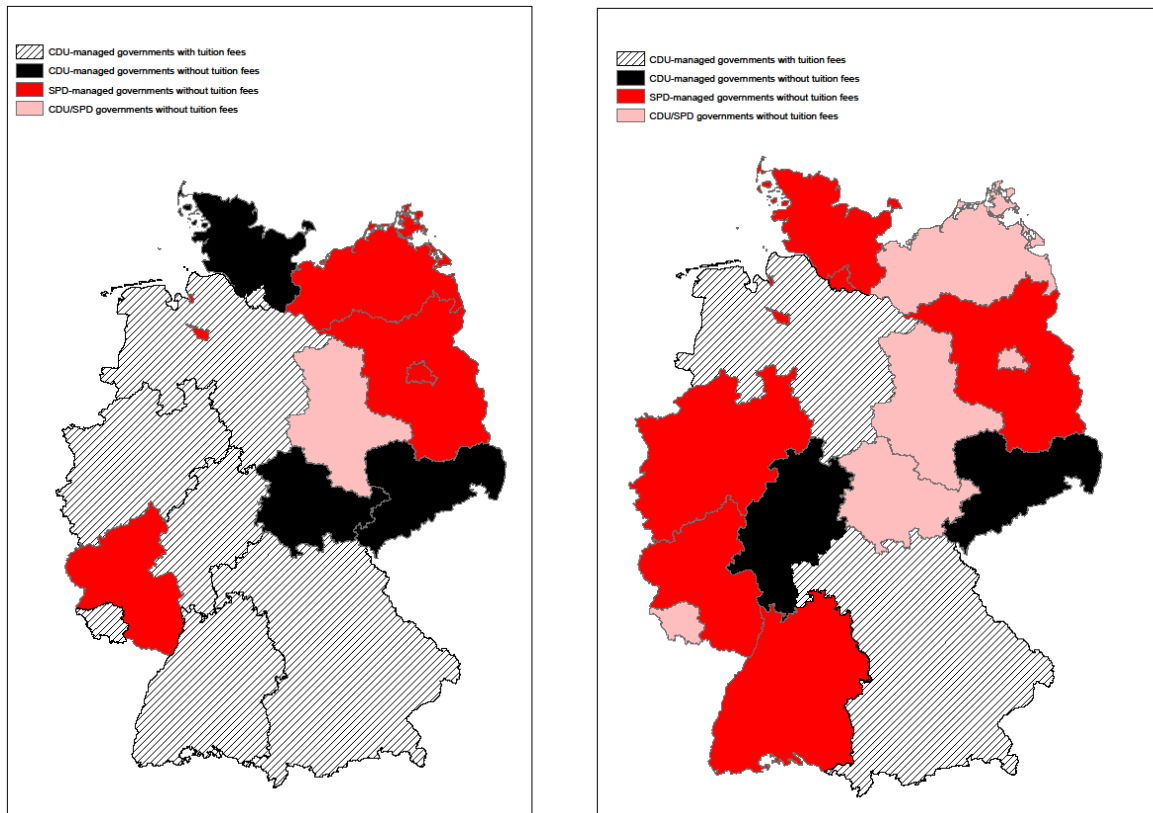 CDU-managed governments with tuition fees
CDU-managed governments without tuition fees
SPD-managed governments without tuition fees
CDU/SPD governments without tuition fees
CDU-managed governments with tuition fees
CDU-managed governments without tuition fees
SPD-managed governments without tuition fees
CDU/SPD governments without tuition fees